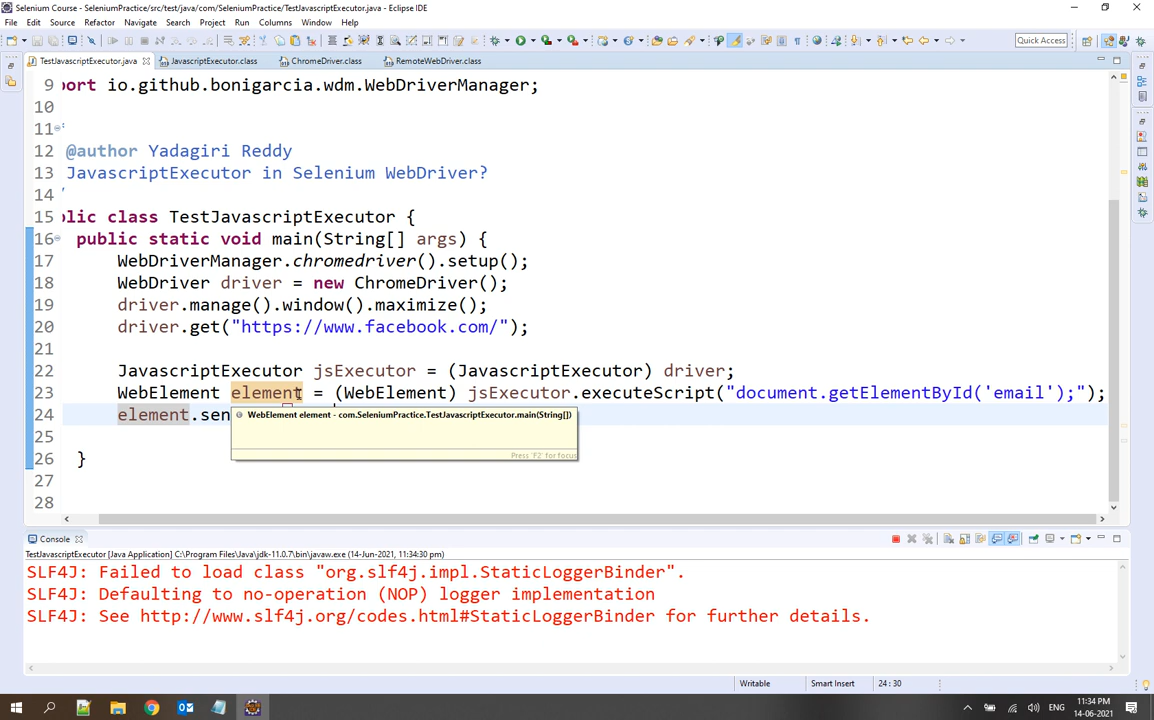 Selenium Course - SeleniumPractice/src/test/java/com/SeleniumPractice/TestJavascriptExecutor.java - Eclipse IDE
File Edit Source Refactor Navigate Search Project Run Columns Window Help
Quick Access
TestJavascriptExecutor.java JavascriptExecutor.class ChromeDriver.class RemoteWebDriver.class
9 port io.github.bonigarcia.wdm.WebDriverManager;
10
11
12 @author Yadagiri Reddy
13 JavascriptExecutor in Selenium WebDriver?
14 /
15 blic class TestJavascriptExecutor {
16 public static void main(String[] args) {
17 WebDriverManager.chromedriver().setup();
18 WebDriver driver = new ChromeDriver();
19 driver.manage().window().maximize();
20 driver.get("https://www.facebook.com/");
21
22 JavascriptExecutor jsExecutor = (JavascriptExecutor) driver;
23 WebElement element = (WebElement) jsExecutor.executeScript("document.getElementById('email');");
24 element.sen
WebElement element - com.SeleniumPractice.TestJavascriptExecutor.main(String[])
25
Press 'F2' for focus
26 }
27
28
Console
TestJavascriptExecutor [Java Application] C:\Program Files\Java\jdk-11.0.7\bin\javaw.exe (14-Jun-2021, 11:34:30 pm)
SLF4J: Failed to load class "org.slf4j.impl.StaticLoggerBinder".
SLF4J: Defaulting to no-operation (NOP) logger implementation
SLF4J: See http://www.slf4j.org/codes.html#StaticLoggerBinder for further details.
Writable Smart Insert 24 : 30
ENG 11:34 PM
14-06-2021